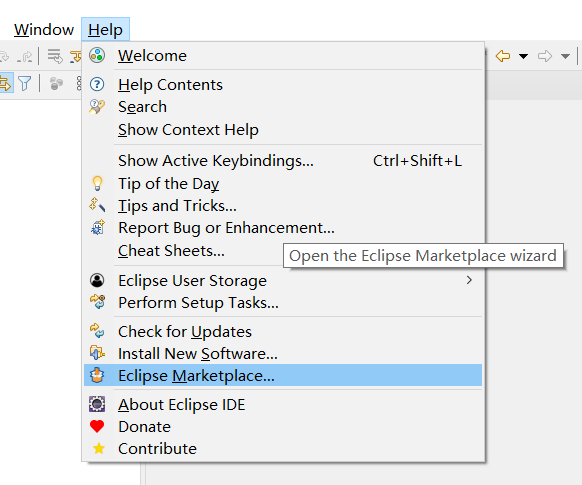 Window Help
Welcome
Help Contents
Search
Show Context Help
Show Active Keybindings... Ctrl+Shift+L
Tip of the Day
Tips and Tricks...
Report Bug or Enhancement...
Cheat Sheets...
Open the Eclipse Marketplace wizard
Eclipse User Storage
Perform Setup Tasks...
Check for Updates
Install New Software...
Eclipse Marketplace...
About Eclipse IDE
Donate
Contribute